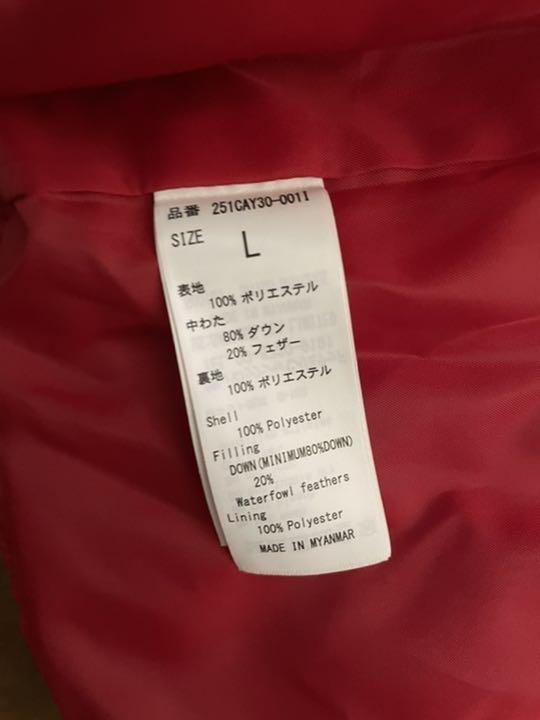 品番 251CAY30-0011
SIZE L
表地
100% ポリエステル
中わた
80% ダウン
20% フェザー
裏地
100% ポリエステル
Shell
100% Polyester
Filling
DOWN(MINIMUM80%DOWN)
20%
Waterfowl feathers
Lining
100% Polyester
MADE IN MYANMAR